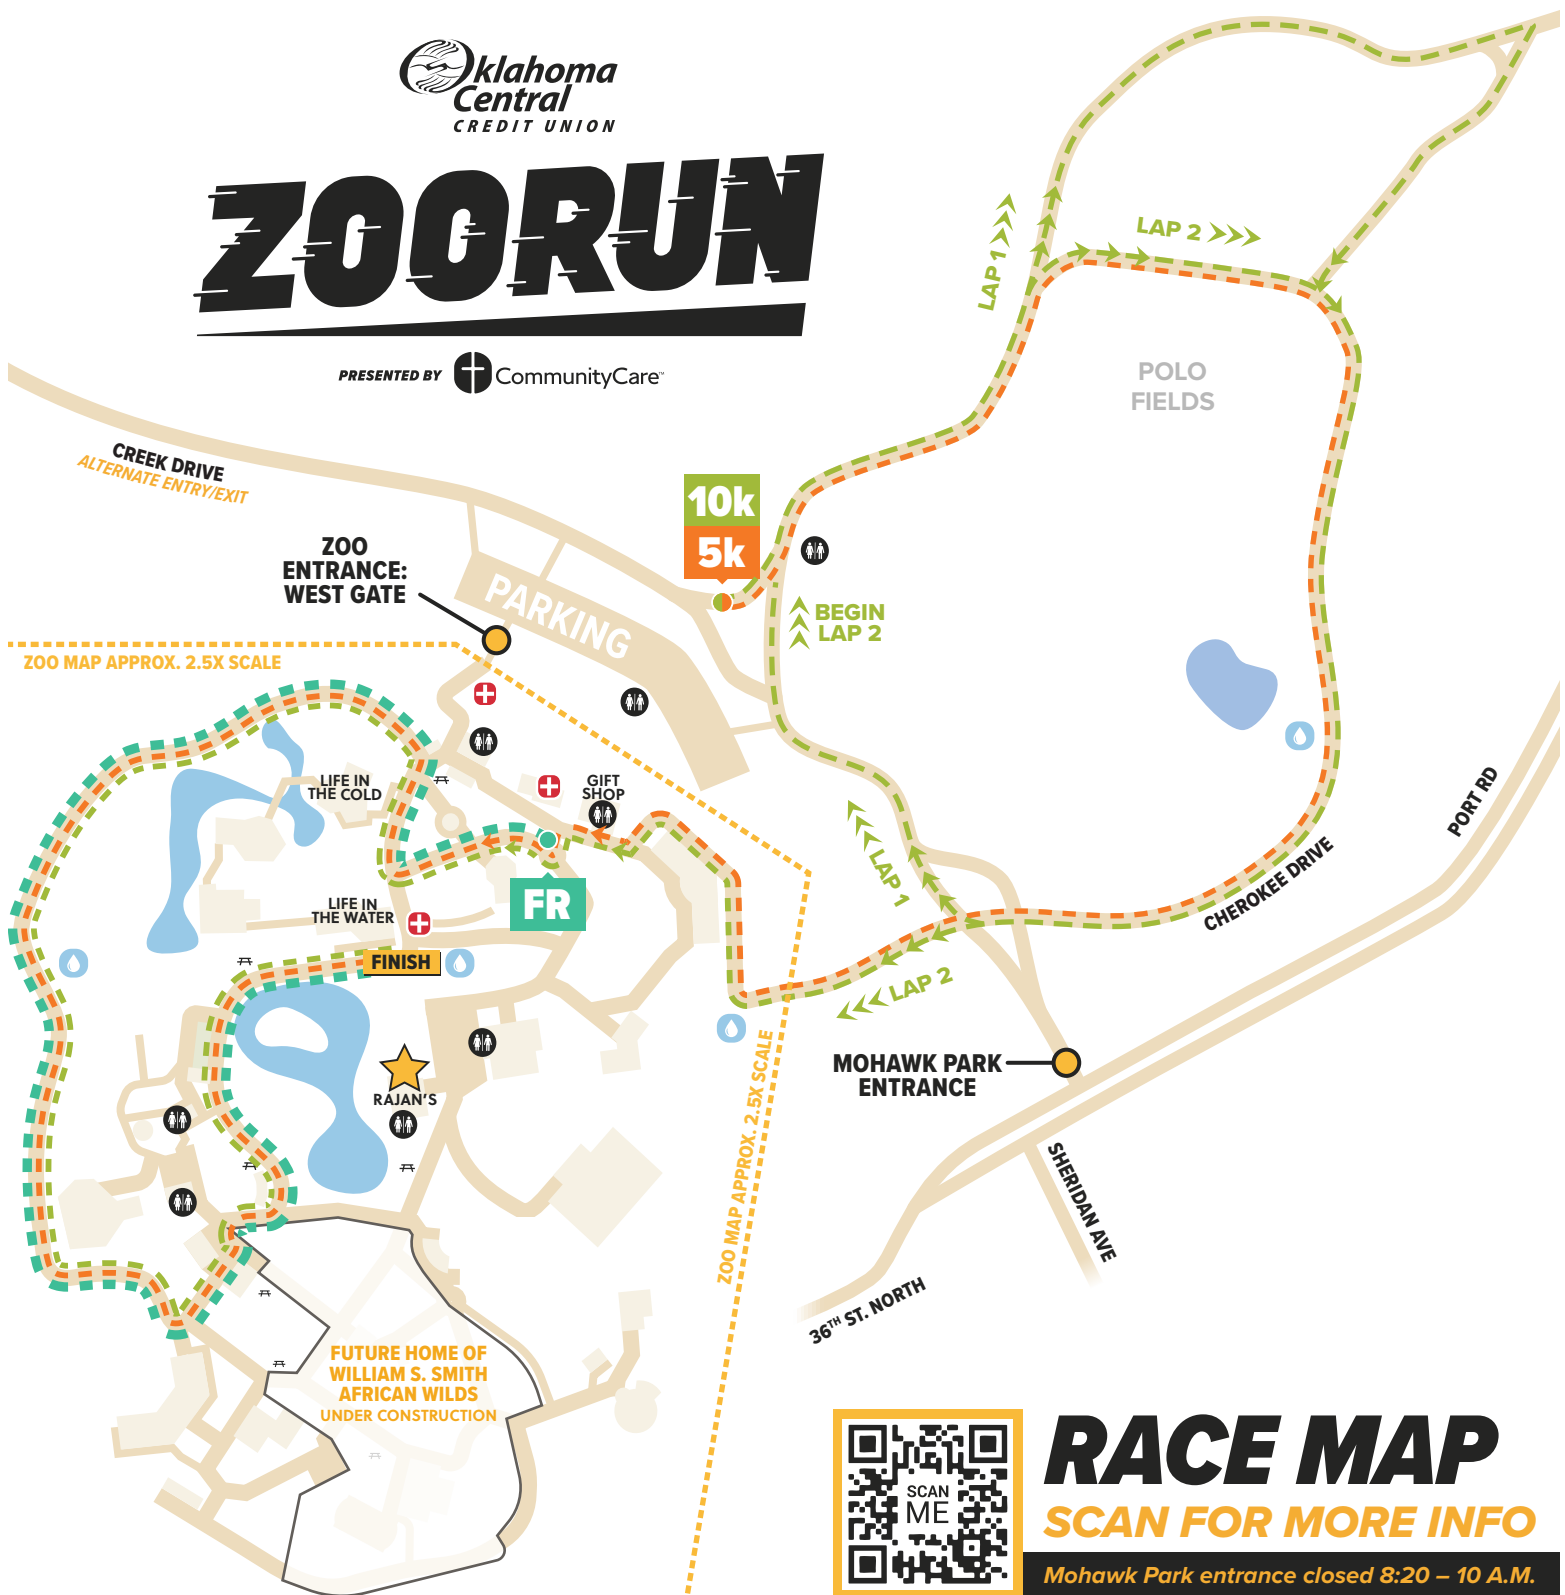 Oklahoma
Central
CREDIT UNION
ZOORUN
PRESENTED BY CommunityCare™
LAP 1
LAP 2
POLO
FIELDS
CREEK DRIVE
ALTERNATE ENTRY/EXIT
10k
5k
ZOO
ENTRANCE:
WEST GATE
PARKING
BEGIN
LAP 2
ZOO MAP APPROX. 2.5X SCALE
LIFE IN
THE COLD
GIFT
SHOP
PORT RD
LAP 1
CHEROKEE DRIVE
LIFE IN
THE WATER
FR
FINISH
LAP 2
MOHAWK PARK
ENTRANCE
RAJAN'S
ZOO MAP APPROX. 2.5X SCALE
SHERIDAN AVE
36TH ST. NORTH
FUTURE HOME OF
WILLIAM S. SMITH
AFRICAN WILDS
UNDER CONSTRUCTION
SCAN
ME
RACE MAP
SCAN FOR MORE INFO
Mohawk Park entrance closed 8:20 – 10 A.M.